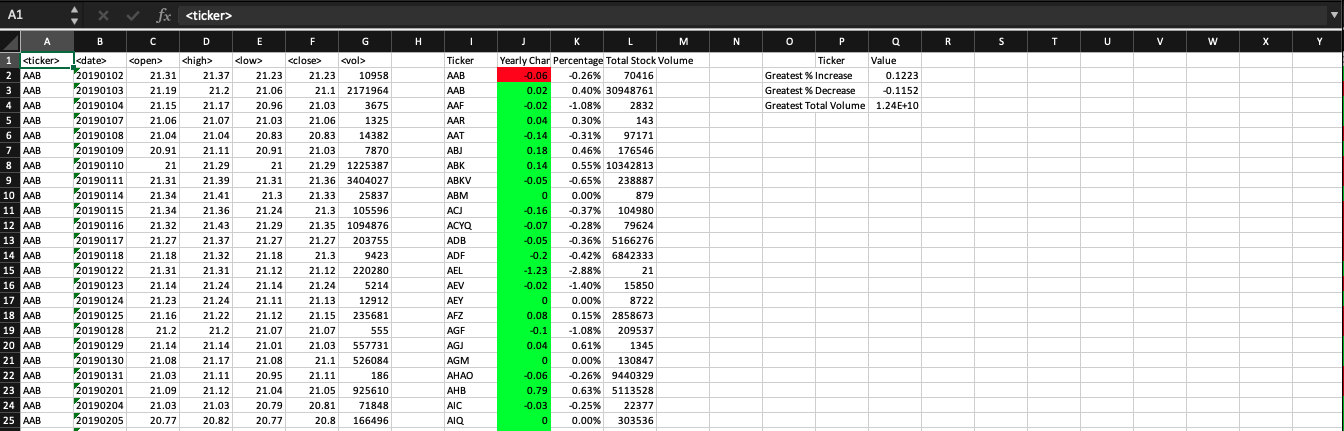 A1 fx <ticker>
A B C D E F G H I J K L M N O P Q R S T U V W X Y
1 <ticker> <date> <open> <high> <low> <close> <vol> Ticker Yearly Char Percentage Total Stock Volume Ticker Value
2 AAB 20190102 21.31 21.37 21.23 21.23 10958 AAB -0.06 -0.26% 70416 Greatest % Increase 0.1223
3 AAB 20190103 21.19 21.2 21.06 21.1 2171964 AAB 0.02 0.40% 30948761 Greatest % Decrease -0.1152
4 AAB 20190104 21.15 21.17 20.96 21.03 3675 AAF -0.02 -1.08% 2832 Greatest Total Volume 1.24E+10
5 AAB 20190107 21.06 21.07 21.03 21.06 1325 AAR 0.04 0.30% 143
6 AAB 20190108 21.04 21.04 20.83 20.83 14382 AAT -0.14 -0.31% 97171
7 AAB 20190109 20.91 21.11 20.91 21.03 7870 ABJ 0.18 0.46% 176546
8 AAB 20190110 21 21.29 21 21.29 1225387 ABK 0.14 0.55% 10342813
9 AAB 20190111 21.31 21.39 21.31 21.36 3404027 ABKV -0.05 -0.65% 238887
10 AAB 20190114 21.34 21.41 21.3 21.33 25837 ABM 0 0.00% 879
11 AAB 20190115 21.34 21.36 21.24 21.3 105596 ACJ -0.16 -0.37% 104980
12 AAB 20190116 21.32 21.43 21.29 21.35 1094876 ACYQ -0.07 -0.28% 79624
13 AAB 20190117 21.27 21.37 21.27 21.27 203755 ADB -0.05 -0.36% 5166276
14 AAB 20190118 21.18 21.32 21.18 21.3 9423 ADF -0.2 -0.42% 6842333
15 AAB 20190122 21.31 21.31 21.12 21.12 220280 AEL -1.23 -2.88% 21
16 AAB 20190123 21.14 21.24 21.14 21.24 5214 AEV -0.02 -1.40% 15850
17 AAB 20190124 21.23 21.24 21.11 21.13 12912 AEY 0 0.00% 8722
18 AAB 20190125 21.16 21.22 21.12 21.15 235681 AFZ 0.08 0.15% 2858673
19 AAB 20190128 21.2 21.2 21.07 21.07 555 AGF -0.1 -1.08% 209537
20 AAB 20190129 21.14 21.14 21.01 21.03 557731 AGJ 0.04 0.61% 1345
21 AAB 20190130 21.08 21.17 21.08 21.1 526084 AGM 0 0.00% 130847
22 AAB 20190131 21.03 21.11 20.95 21.11 186 AHAO -0.06 -0.26% 9440329
23 AAB 20190201 21.09 21.12 21.04 21.05 925610 AHB 0.79 0.63% 5113528
24 AAB 20190204 21.03 21.03 20.79 20.81 71848 AIC -0.03 -0.25% 22377
25 AAB 20190205 20.77 20.82 20.77 20.8 166496 AIQ 0 0.00% 303536